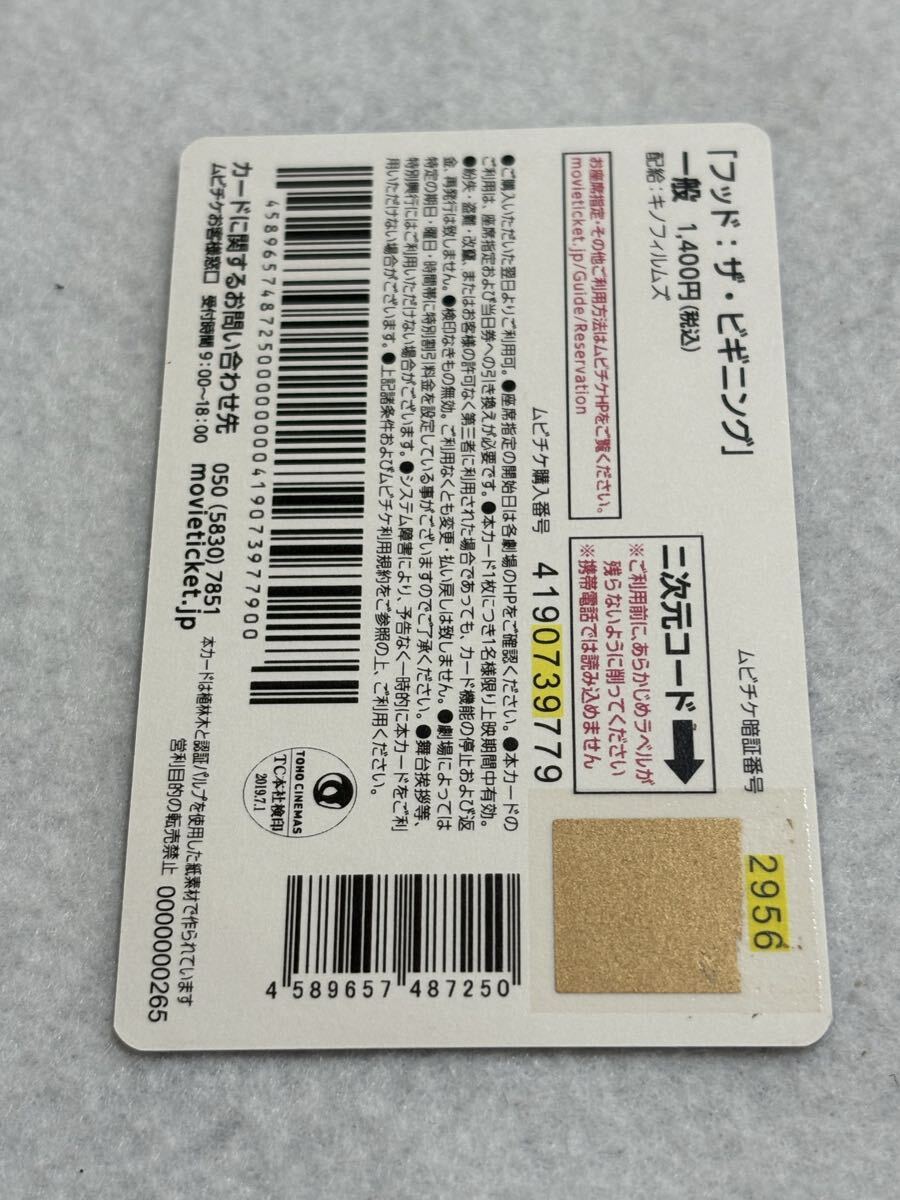 「フッド：ザ・ビギニング」
一般 1,400円(税込)
配給：キノフィルムズ
お座席指定・その他ご利用方法はムビチケHPをご覧ください。
movieticket.jp/Guide/Reservation
ムビチケ暗証番号 2956
二次元コード
※ご利用前に、あらかじめラベルが
残らないように削ってください
※携帯電話では読み込めません
ムビチケ購入番号 4190739779
●ご購入いただいた翌日よりご利用可。●座席指定の開始日は各劇場のHPをご確認ください。●本カードの
ご利用は、座席指定および当日券への引き換えが必要です。●本カード1枚につき1名様限り上映期間中有効。
●紛失・盗難・改竄、またはお客様の許可なく第三者に利用された場合であっても、カード機能の停止および返
金、再発行は致しません。●検印なきもの無効。ご利用なくとも変更・払い戻しは致しません。●劇場によっては
特定の期日・曜日・時間帯に特別割引料金を設定している事がございますのでご了承ください。●舞台挨拶等、
特別興行にはご利用いただけない場合がございます。●システム障害により、予告なく一時的に本カードをご利
用いただけない場合がございます。●上記諸条件およびムビチケ利用規約をご参照の上、ご利用ください。
4589657487250000000004190739779​00
4 589657 487250
TOHO CINEMAS
TC本社検印
2019.7.1
カードに関するお問い合わせ先 050 (5830) 7851
ムビチケお客様窓口 受付時間 9:00～18:00 movieticket.jp
本カードは植林木と認証パルプを使用した紙素材で作られています
営利目的の転売禁止 0000000265